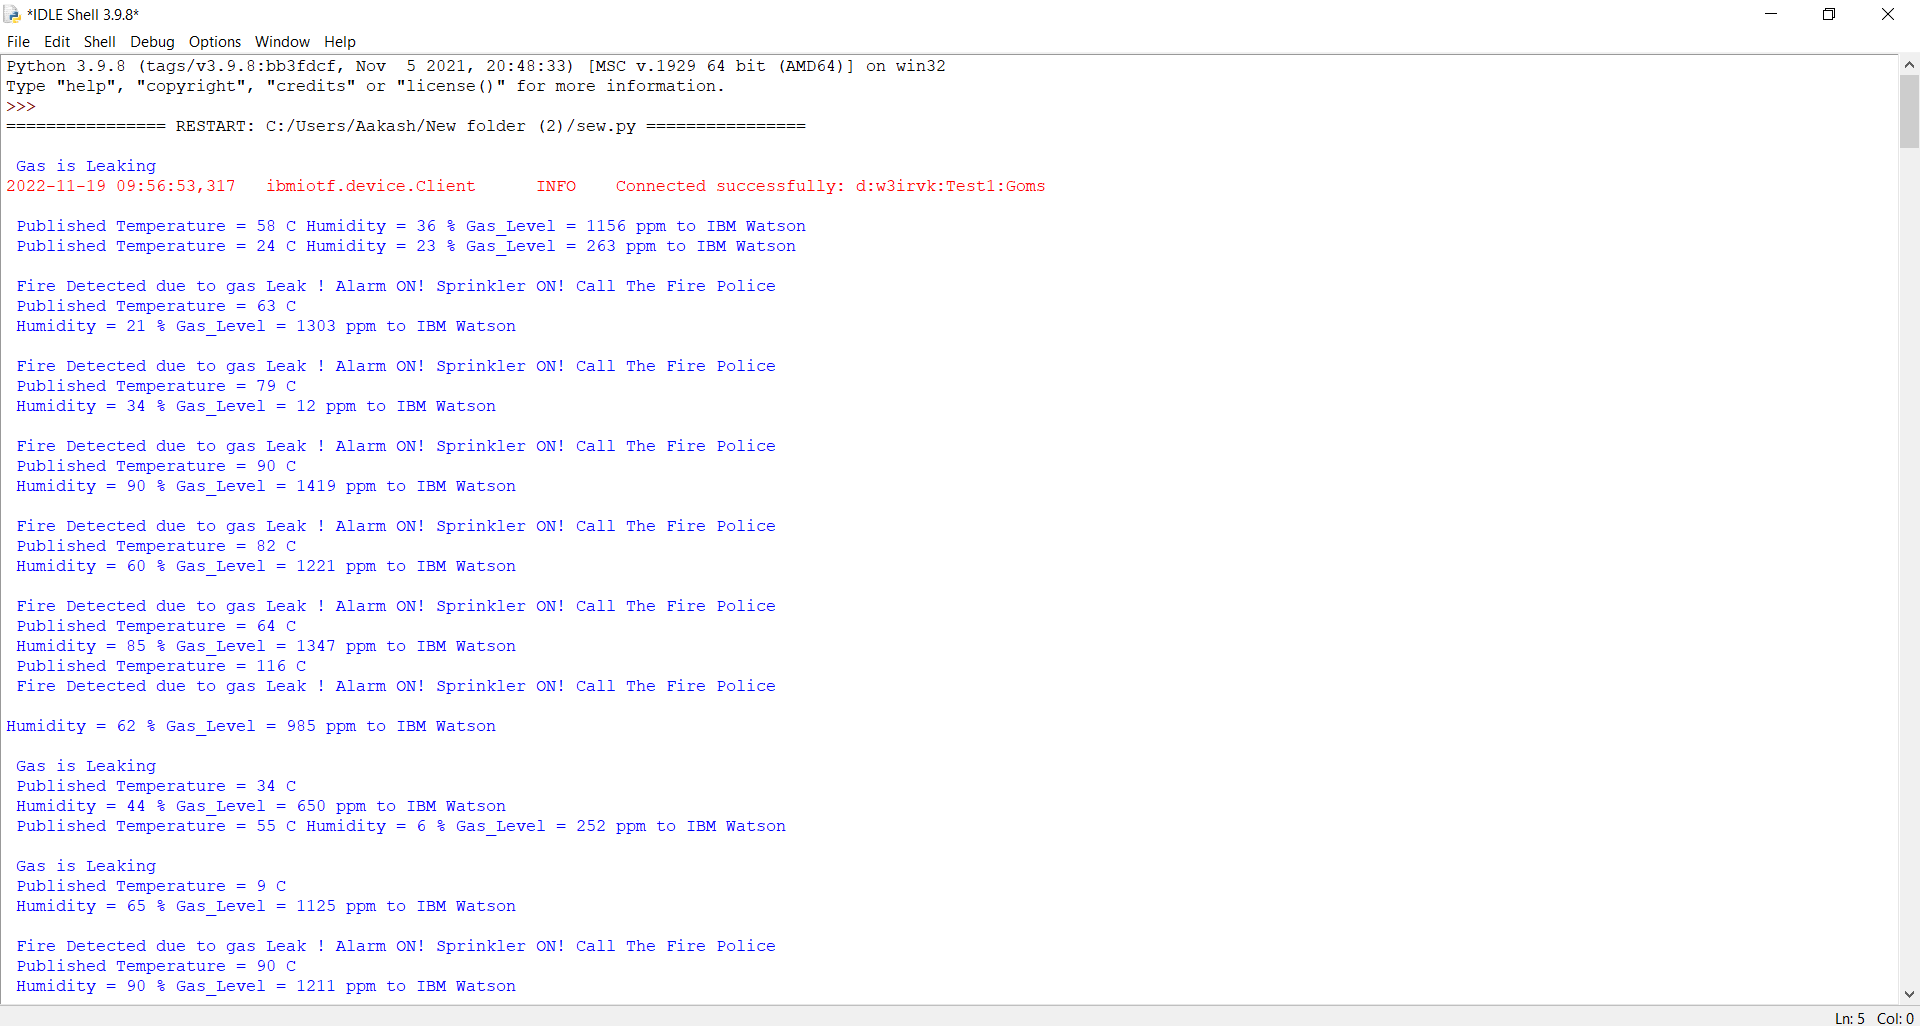 *IDLE Shell 3.9.8*
File Edit Shell Debug Options Window Help
Python 3.9.8 (tags/v3.9.8:bb3fdcf, Nov  5 2021, 20:48:33) [MSC v.1929 64 bit (AMD64)] on win32
Type "help", "copyright", "credits" or "license()" for more information.
>>>
================ RESTART: C:/Users/Aakash/New folder (2)/sew.py ================
Gas is Leaking
2022-11-19 09:56:53,317   ibmiotf.device.Client      INFO    Connected successfully: d:w3irvk:Test1:Goms
Published Temperature = 58 C Humidity = 36 % Gas_Level = 1156 ppm to IBM Watson
Published Temperature = 24 C Humidity = 23 % Gas_Level = 263 ppm to IBM Watson
Fire Detected due to gas Leak ! Alarm ON! Sprinkler ON! Call The Fire Police
Published Temperature = 63 C
Humidity = 21 % Gas_Level = 1303 ppm to IBM Watson
Fire Detected due to gas Leak ! Alarm ON! Sprinkler ON! Call The Fire Police
Published Temperature = 79 C
Humidity = 34 % Gas_Level = 12 ppm to IBM Watson
Fire Detected due to gas Leak ! Alarm ON! Sprinkler ON! Call The Fire Police
Published Temperature = 90 C
Humidity = 90 % Gas_Level = 1419 ppm to IBM Watson
Fire Detected due to gas Leak ! Alarm ON! Sprinkler ON! Call The Fire Police
Published Temperature = 82 C
Humidity = 60 % Gas_Level = 1221 ppm to IBM Watson
Fire Detected due to gas Leak ! Alarm ON! Sprinkler ON! Call The Fire Police
Published Temperature = 64 C
Humidity = 85 % Gas_Level = 1347 ppm to IBM Watson
Published Temperature = 116 C
Fire Detected due to gas Leak ! Alarm ON! Sprinkler ON! Call The Fire Police
Humidity = 62 % Gas_Level = 985 ppm to IBM Watson
Gas is Leaking
Published Temperature = 34 C
Humidity = 44 % Gas_Level = 650 ppm to IBM Watson
Published Temperature = 55 C Humidity = 6 % Gas_Level = 252 ppm to IBM Watson
Gas is Leaking
Published Temperature = 9 C
Humidity = 65 % Gas_Level = 1125 ppm to IBM Watson
Fire Detected due to gas Leak ! Alarm ON! Sprinkler ON! Call The Fire Police
Published Temperature = 90 C
Humidity = 90 % Gas_Level = 1211 ppm to IBM Watson
Ln: 5 Col: 0